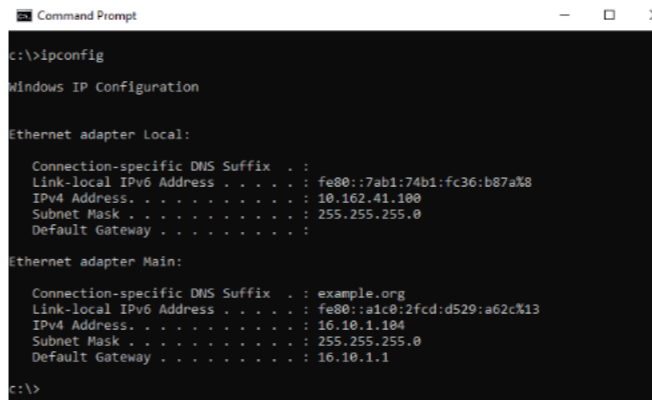 Command Prompt
c:\>ipconfig
Windows IP Configuration
Ethernet adapter Local:
Connection-specific DNS Suffix . :
Link-local IPv6 Address . . . . . : fe80::7ab1:74b1:fc36:b87a%8
IPv4 Address. . . . . . . . . . . : 10.162.41.100
Subnet Mask . . . . . . . . . . . : 255.255.255.0
Default Gateway . . . . . . . . . :
Ethernet adapter Main:
Connection-specific DNS Suffix . : example.org
Link-local IPv6 Address . . . . . : fe80::a1c0:2fcd:d529:a62c%13
IPv4 Address. . . . . . . . . . . : 16.10.1.104
Subnet Mask . . . . . . . . . . . : 255.255.255.0
Default Gateway . . . . . . . . . : 16.10.1.1
c:\>